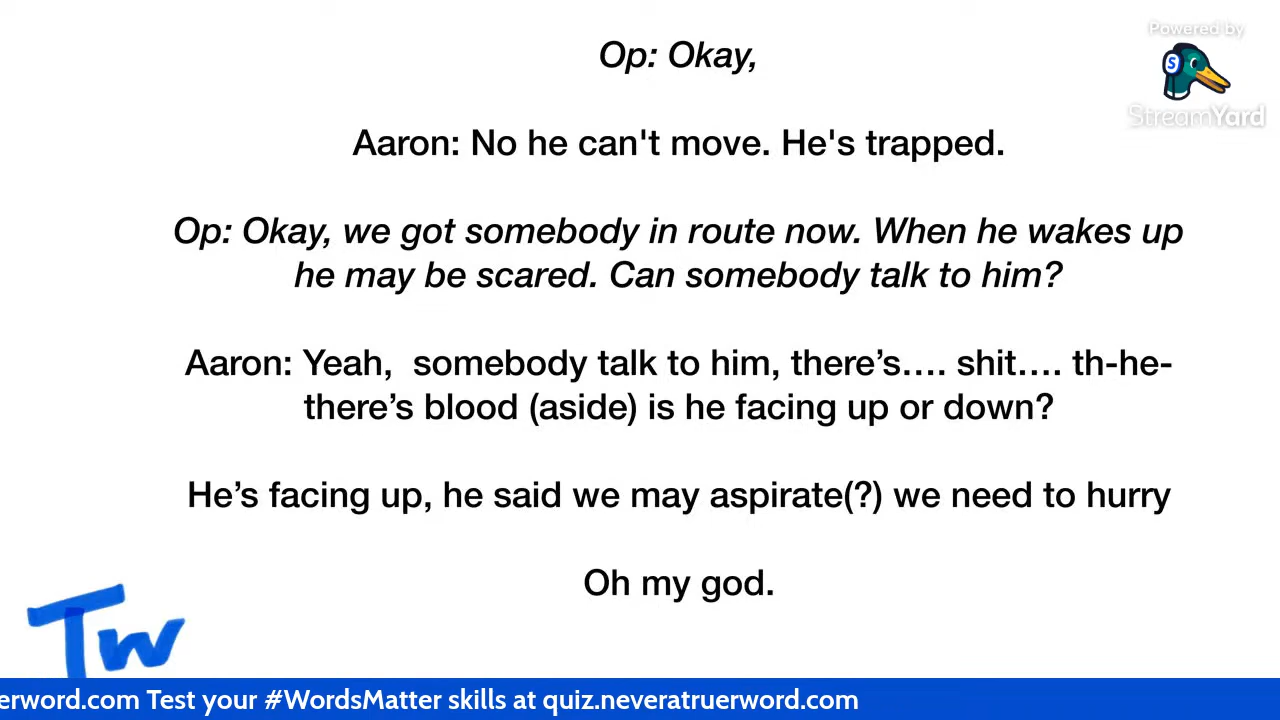 Powered by
StreamYard
Op: Okay,
Aaron: No he can't move. He's trapped.
Op: Okay, we got somebody in route now. When he wakes up
he may be scared. Can somebody talk to him?
Aaron: Yeah,  somebody talk to him, there’s…. shit…. th-he-
there’s blood (aside) is he facing up or down?
He’s facing up, he said we may aspirate(?) we need to hurry
Oh my god.
Tw
erword.com Test your #WordsMatter skills at quiz.neveratruerword.com